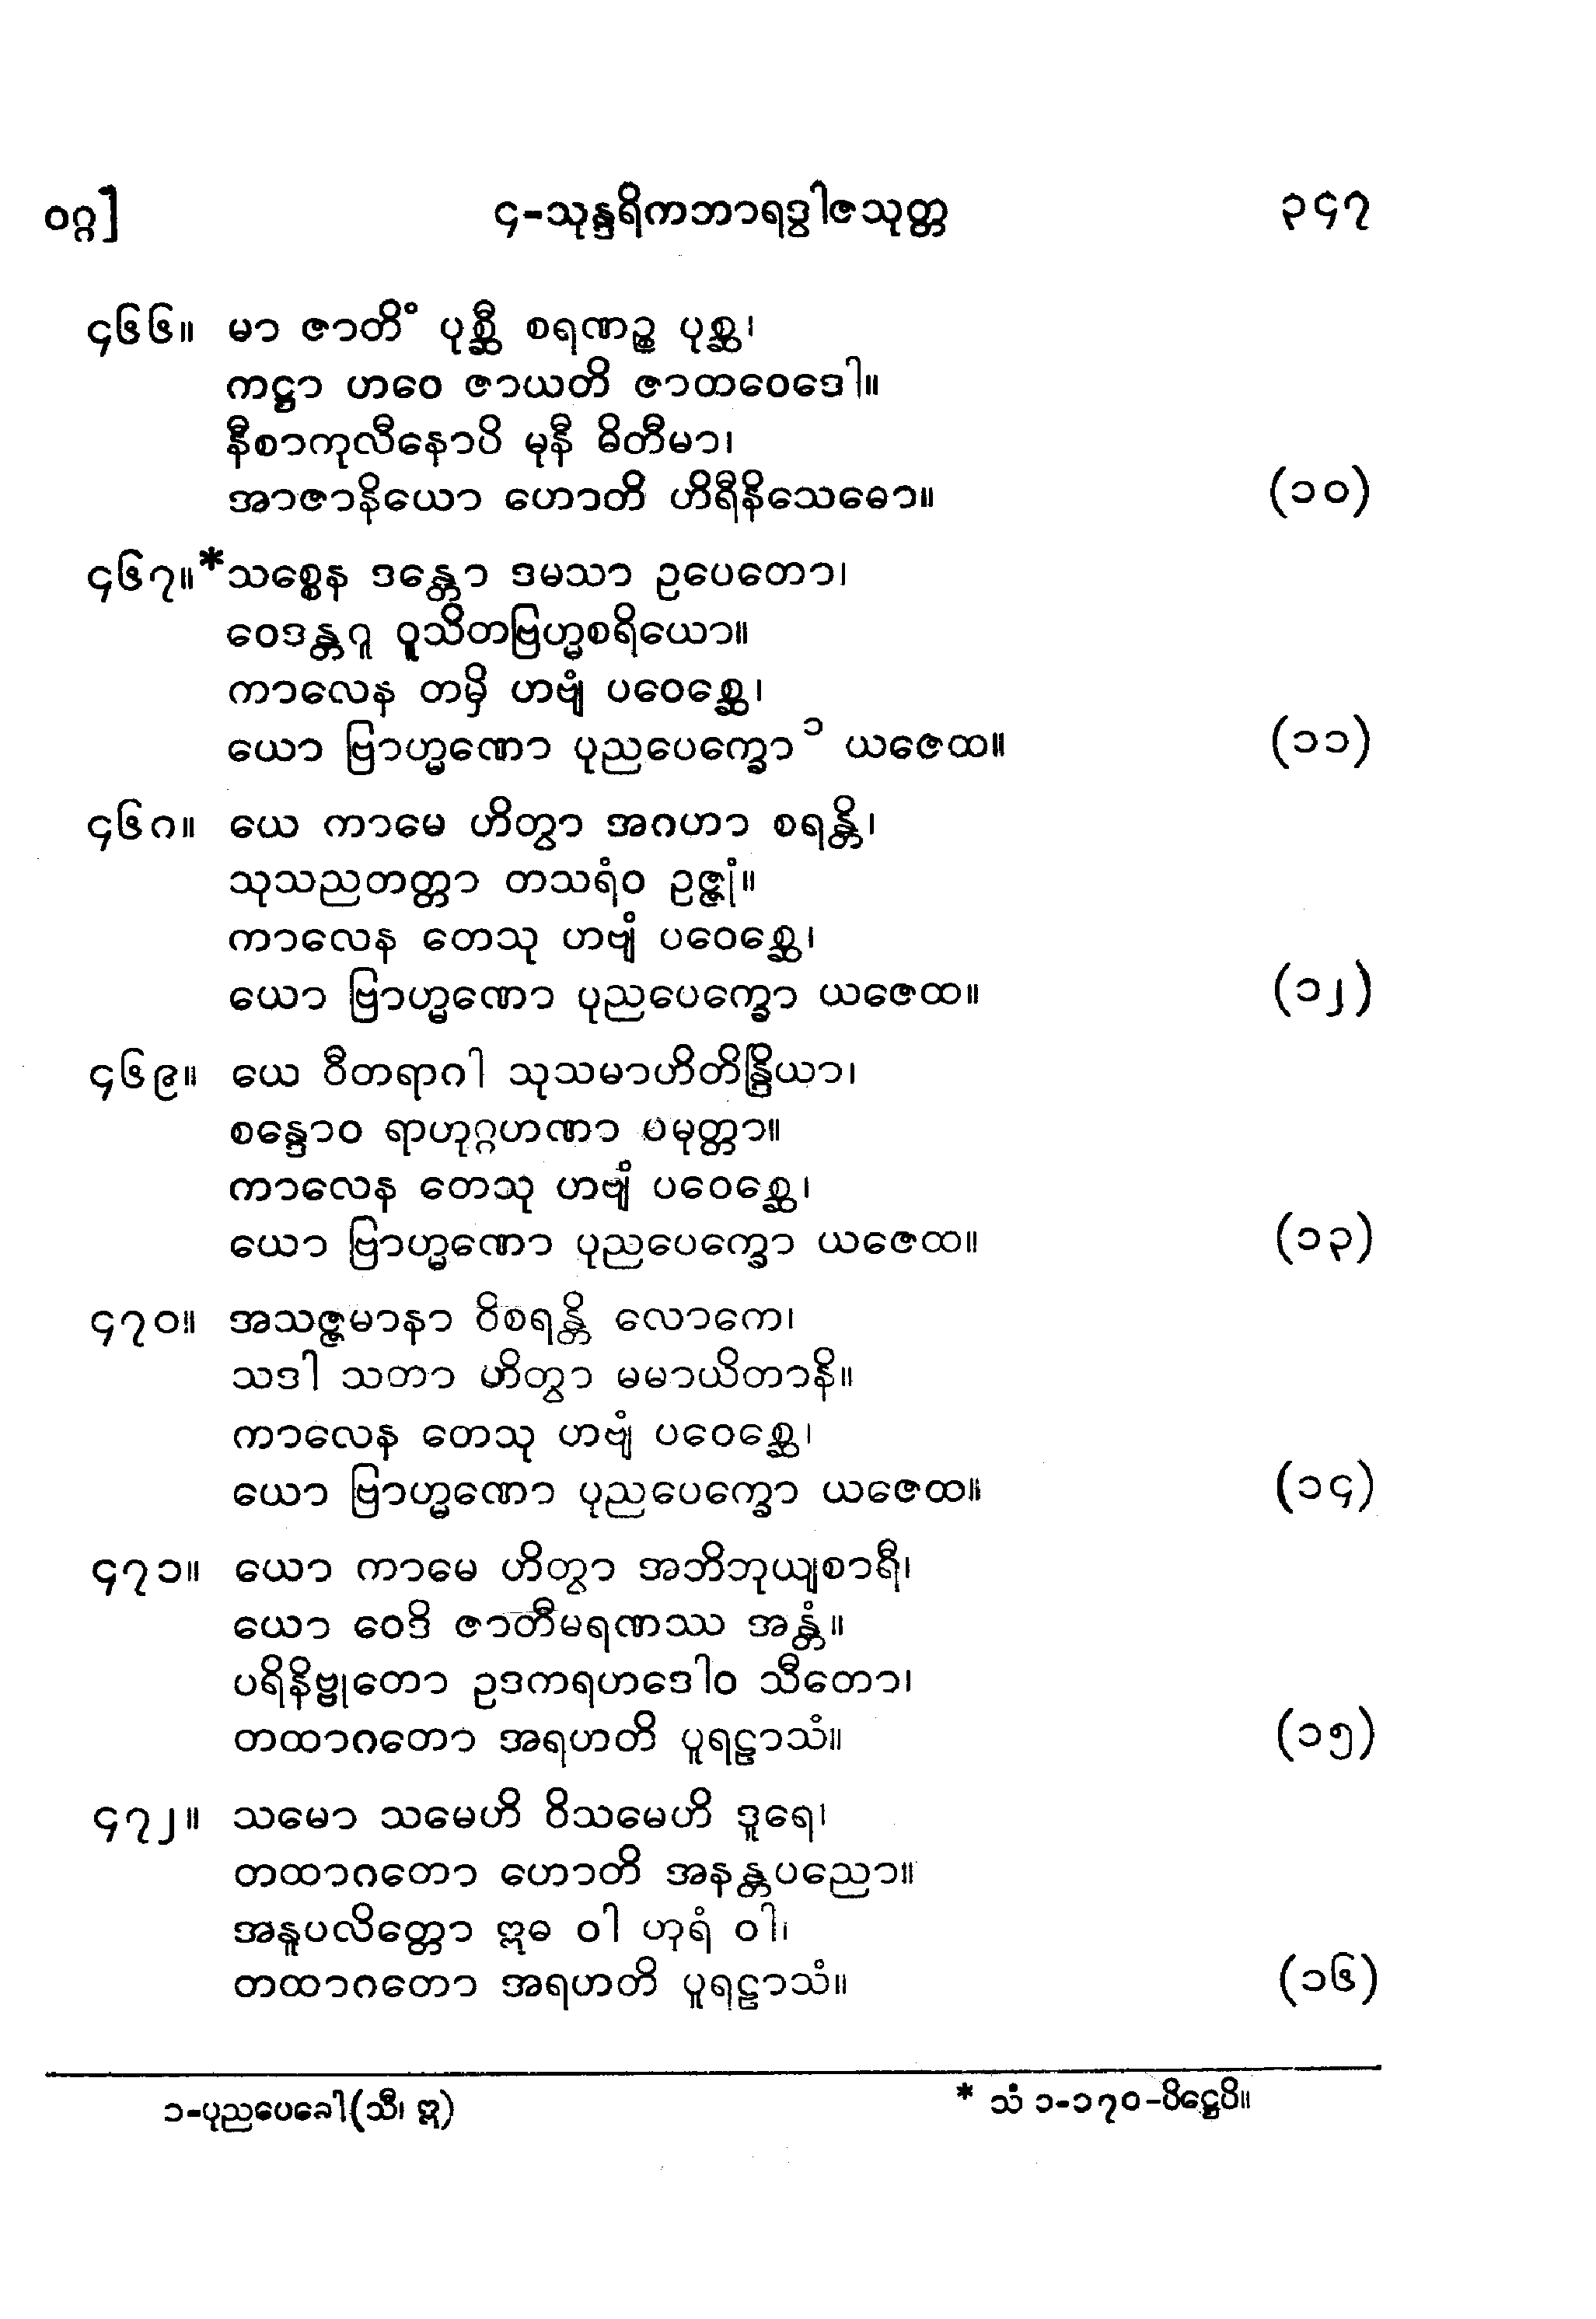 ဝဂ္ဂ] ၄-သုန္ဒရိကဘာရဒွါဇသုတ္တ ၃၄၇
၄၆၆။ မာ ဇာတိံ ပုစ္ဆီ စရဏဉ္စ ပုစ္ဆ၊
ကဋ္ဌာ ဟဝေ ဇာယတိ ဇာတဝေဒေါ။
နီစာကုလီနောပိ မုနီ ဓိတီမာ၊
အာဇာနိယော ဟောတိ ဟိရီနိသေဓော။ (၁၀)
၄၆၇။*သစ္စေန ဒန္တော ဒမသာ ဥပေတော၊
ဝေဒန္တဂူ ဝူသိတဗြဟ္မစရိယော။
ကာလေန တမှိ ဟဗျံ ပဝေစ္ဆေ၊
ယော ဗြာဟ္မဏော ပုညပေက္ခော ၁ ယဇေထ။ (၁၁)
၄၆၈။ ယေ ကာမေ ဟိတွာ အဂဟာ စရန္တိ၊
သုသညတတ္တာ တသရံဝ ဥဇ္ဇုံ။
ကာလေန တေသု ဟဗျံ ပဝေစ္ဆေ၊
ယော ဗြာဟ္မဏော ပုညပေက္ခော ယဇေထ။ (၁၂)
၄၆၉။ ယေ ဝီတရာဂါ သုသမာဟိတိန္ဒြိယာ၊
စန္ဒောဝ ရာဟုဂ္ဂဟဏာ ပမုတ္တာ။
ကာလေန တေသု ဟဗျံ ပဝေစ္ဆေ၊
ယော ဗြာဟ္မဏော ပုညပေက္ခော ယဇေထ။ (၁၃)
၄၇၀။ အသဇ္ဇမာနာ ဝိစရန္တိ လောကေ၊
သဒါ သတာ ဟိတွာ မမာယိတာနိ။
ကာလေန တေသု ဟဗျံ ပဝေစ္ဆေ၊
ယော ဗြာဟ္မဏော ပုညပေက္ခော ယဇေထ။ (၁၄)
၄၇၁။ ယော ကာမေ ဟိတွာ အဘိဘုယျစာရီ၊
ယော ဝေဒိ ဇာတီမရဏဿ အန္တံ။
ပရိနိဗ္ဗုတော ဥဒကရဟဒေါဝ သီတော၊
တထာဂတော အရဟတိ ပူရဠာသံ။ (၁၅)
၄၇၂။ သမော သမေဟိ ဝိသမေဟိ ဒူရေ၊
တထာဂတော ဟောတိ အနန္တပညော။
အနူပလိတ္တော ဣဓ ဝါ ဟုရံ ဝါ၊
တထာဂတော အရဟတိ ပူရဠာသံ။ (၁၆)
၁-ပုညပေခေါ(သီ၊ ဣ) * သံ ၁-၁၇၀-ပိဋ္ဌေပိ။